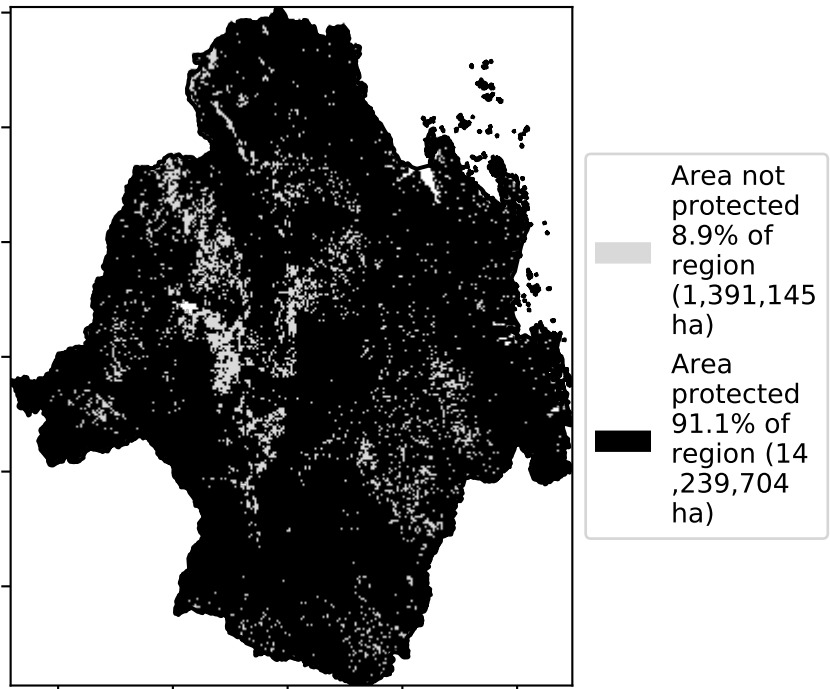 Area not
protected
8.9% of
region
(1,391,145
ha)
Area
protected
91.1% of
region (14
,239,704
ha)